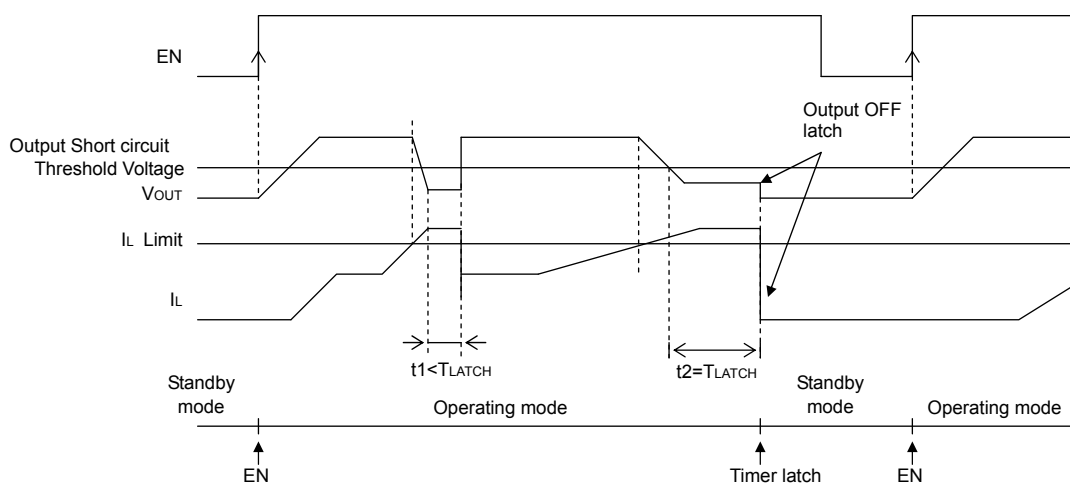 EN
Output OFF
latch
Output Short circuit
Threshold Voltage
VOUT
IL Limit
IL
t1<TLATCH
t2=TLATCH
Standby
mode
Operating mode
Standby
mode
Operating mode
EN
Timer latch
EN